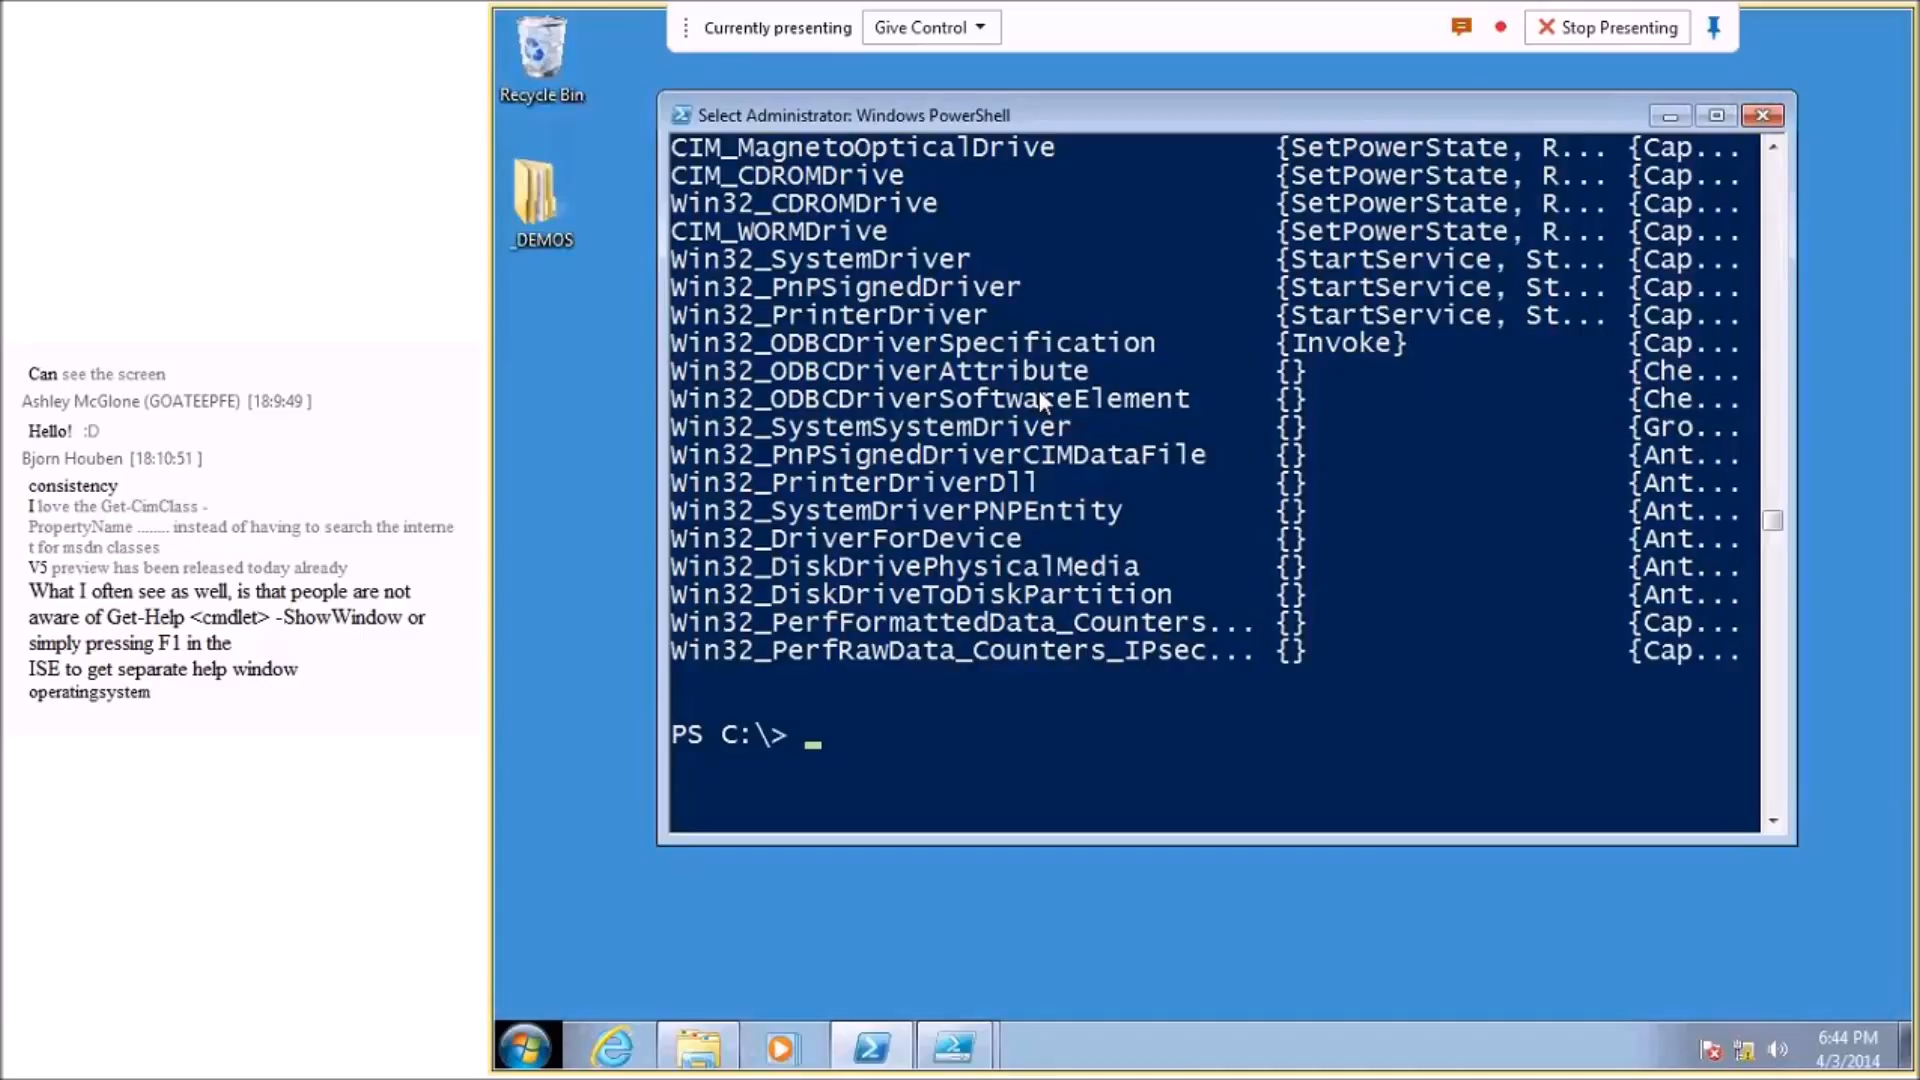 Currently presenting Give Control Stop Presenting
Recycle Bin
_DEMOS
Can see the screen
Ashley McGlone (GOATEEPFE) [18:9:49 ]
Hello! :D
Bjorn Houben [18:10:51 ]
consistency
I love the Get-CimClass -
PropertyName ........ instead of having to search the interne
t for msdn classes
V5 preview has been released today already
What I often see as well, is that people are not
aware of Get-Help <cmdlet> -ShowWindow or
simply pressing F1 in the
ISE to get separate help window
operatingsystem
Select Administrator: Windows PowerShell
CIM_MagnetoOpticalDrive {SetPowerState, R... {Cap...
CIM_CDROMDrive {SetPowerState, R... {Cap...
Win32_CDROMDrive {SetPowerState, R... {Cap...
CIM_WORMDrive {SetPowerState, R... {Cap...
Win32_SystemDriver {StartService, St... {Cap...
Win32_PnPSignedDriver {StartService, St... {Cap...
Win32_PrinterDriver {StartService, St... {Cap...
Win32_ODBCDriverSpecification {Invoke} {Cap...
Win32_ODBCDriverAttribute {} {Che...
Win32_ODBCDriverSoftwareElement {} {Che...
Win32_SystemSystemDriver {} {Gro...
Win32_PnPSignedDriverCIMDataFile {} {Ant...
Win32_PrinterDriverDll {} {Ant...
Win32_SystemDriverPNPEntity {} {Ant...
Win32_DriverForDevice {} {Ant...
Win32_DiskDrivePhysicalMedia {} {Ant...
Win32_DiskDriveToDiskPartition {} {Ant...
Win32_PerfFormattedData_Counters... {} {Cap...
Win32_PerfRawData_Counters_IPsec... {} {Cap...
PS C:\> _
6:44 PM
4/3/2014